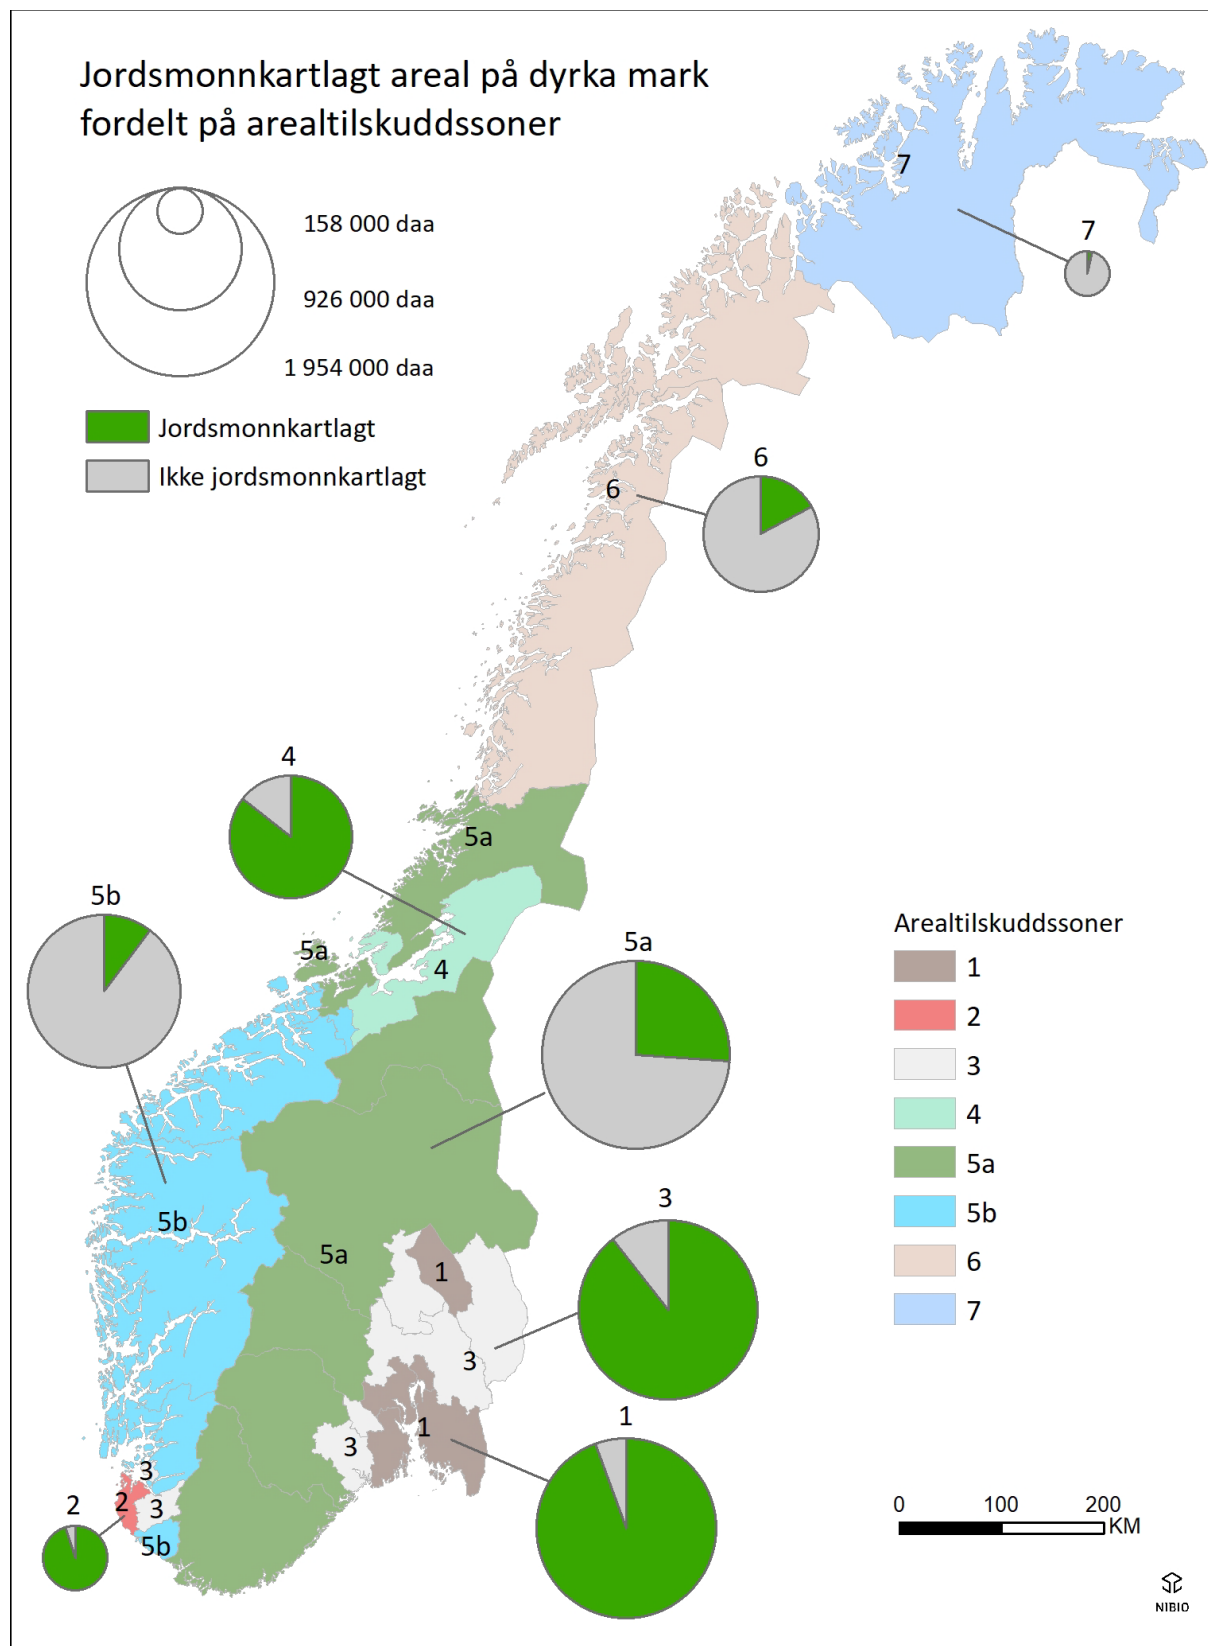 Jordsmonnkartlagt areal på dyrka mark
fordelt på arealtilskuddssoner
158 000 daa
926 000 daa
1 954 000 daa
Jordsmonnkartlagt
Ikke jordsmonnkartlagt
7
7
6
6
4
5a
5b
5a
5a
4
3
5b
5a
1
3
1
1
3
3
2
2
3
5b
Arealtilskuddssoner
1
2
3
4
5a
5b
6
7
0 100 200
KM
NIBIO